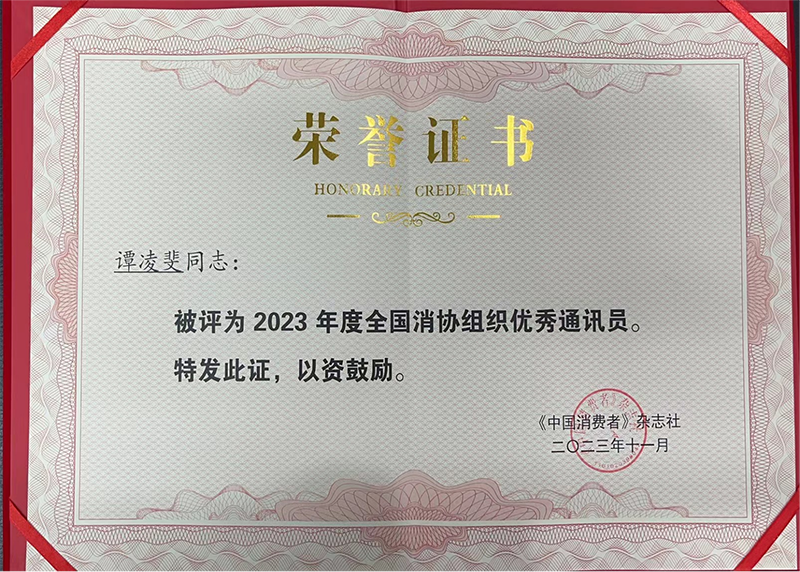 荣誉证书
HONORARY CREDENTIAL
谭凌斐同志：
被评为 2023 年度全国消协组织优秀通讯员。
特发此证，以资鼓励。
《中国消费者》杂志社
二〇二三年十一月